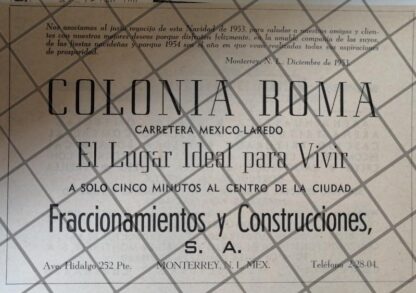 Nos asociamos al justo regocijo de esta Navidad de 1953, para saludar a nuestros amigos y clien-
tes con nuestros mejores deseos porque disfruten felizmente, en la amable compañía de los suyos,
de las fiestas navideñas y porque 1954 sea el año en que vean realizadas todas sus aspiraciones
de prosperidad.
Monterrey, N. L., Diciembre de 1953.
COLONIA ROMA
CARRETERA MEXICO-LAREDO
El Lugar Ideal para Vivir
A SOLO CINCO MINUTOS AL CENTRO DE LA CIUDAD.
Fraccionamientos y Construcciones,
S. A.
Ave. Hidalgo 252 Pte. MONTERREY, N. L. MEX. Teléfono 2-28-04.